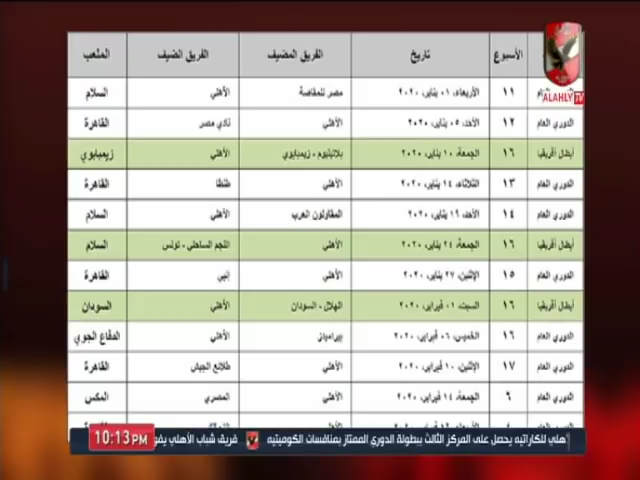 الأسبوع تاريخ الفريق المضيف الفريق الضيف الملعب
ALAHLY TV
١١ الأربعاء، ٠١ يناير، ٢٠٢٠ مصر للمقاصة الأهلي السلام
الدوري العام ١٢ الأحد، ٠٥ يناير، ٢٠٢٠ الأهلي نادي مصر القاهرة
أبطال أفريقيا ١٦ الجمعة، ١٠ يناير، ٢٠٢٠ بلاتينيوم - زيمبابوي الأهلي زيمبابوي
الدوري العام ١٣ الثلاثاء، ١٤ يناير، ٢٠٢٠ الأهلي طنطا القاهرة
الدوري العام ١٤ الأحد، ١٩ يناير، ٢٠٢٠ المقاولون العرب الأهلي السلام
أبطال أفريقيا ١٦ الجمعة، ٢٤ يناير، ٢٠٢٠ الأهلي النجم الساحلي - تونس السلام
الدوري العام ١٥ الإثنين، ٢٧ يناير، ٢٠٢٠ الأهلي إنبي القاهرة
أبطال أفريقيا ١٦ السبت، ٠١ فبراير، ٢٠٢٠ الهلال - السودان الأهلي السودان
الدوري العام ١٦ الخميس، ٠٦ فبراير، ٢٠٢٠ بيراميدز الأهلي الدفاع الجوي
الدوري العام ١٧ الإثنين، ١٠ فبراير، ٢٠٢٠ الأهلي طلائع الجيش القاهرة
الدوري العام ٦ الجمعة، ١٤ فبراير، ٢٠٢٠ الأهلي المصري المكس
هلي للكاراتيه يحصل على المركز الثالث ببطولة الدوري الممتاز بمنافسات الكوميتيه فريق شباب الأهلي يفو
10:13 PM